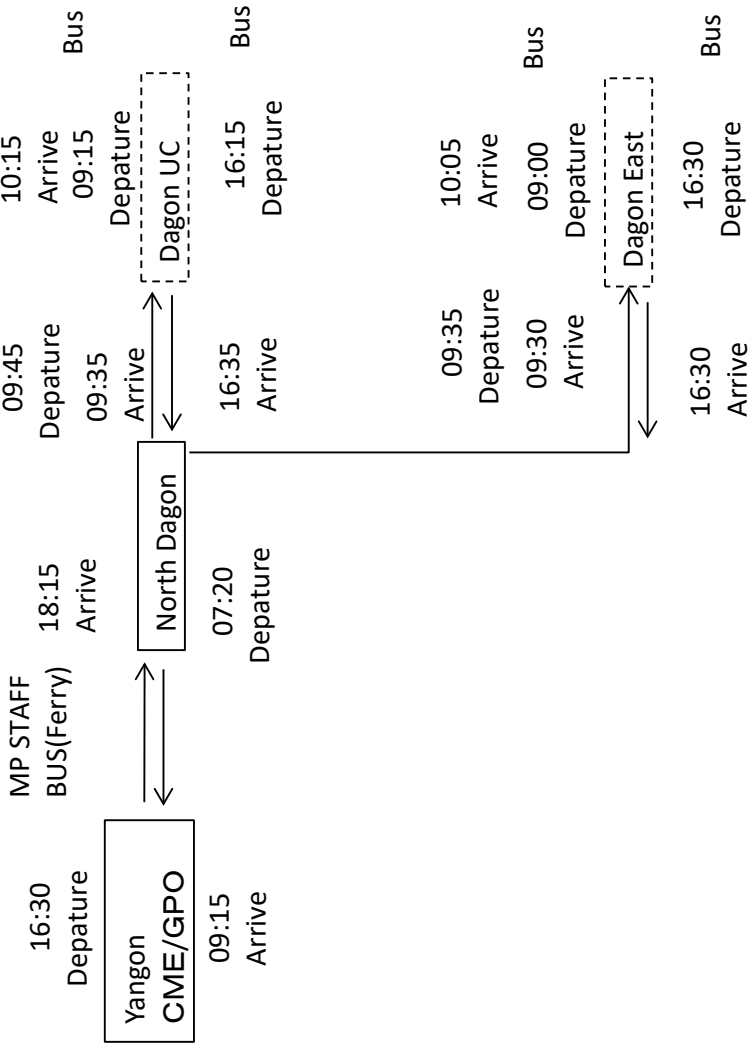 MP STAFF
BUS(Ferry)
16:30
Depature
Yangon
CME/GPO
09:15
Arrive
18:15
Arrive
North Dagon
07:20
Depature
09:45
Depature
09:35
Arrive
16:35
Arrive
10:15
Arrive
09:15
Depature
Dagon UC
16:15
Depature
Bus
Bus
09:35
Depature
09:30
Arrive
16:30
Arrive
10:05
Arrive
09:00
Depature
Dagon East
16:30
Depature
Bus
Bus